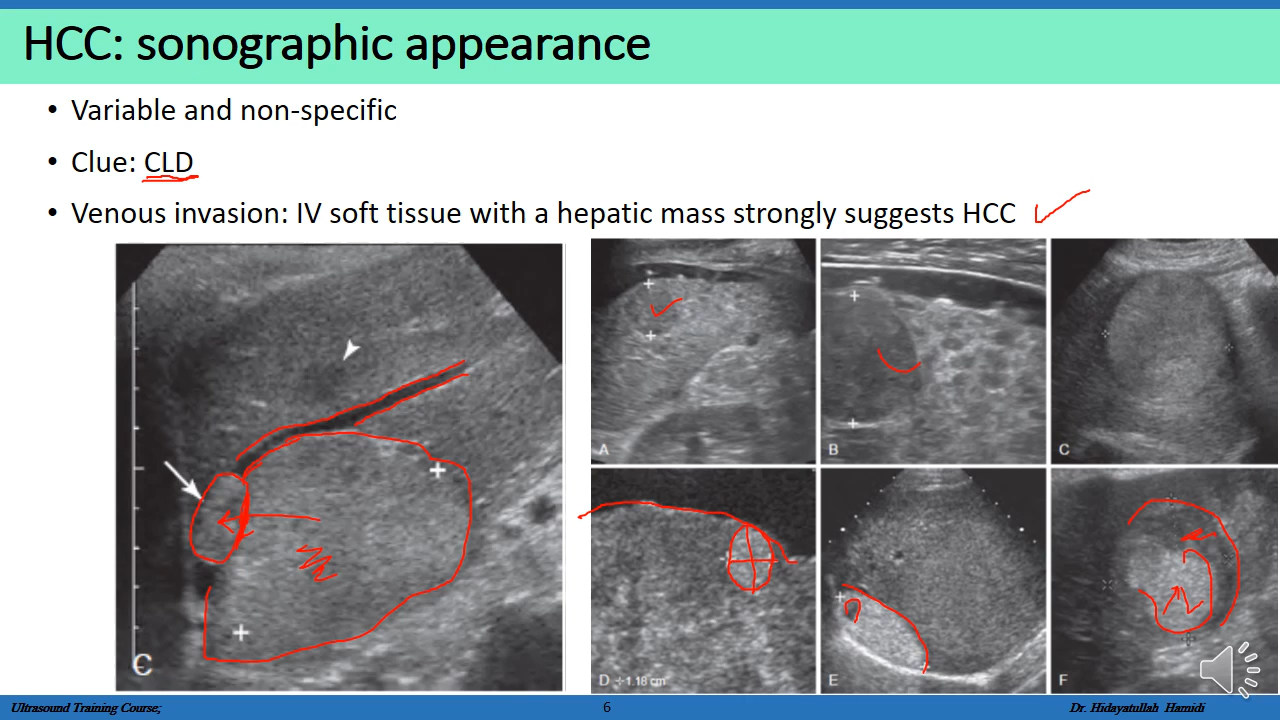 HCC: sonographic appearance
• Variable and non-specific
• Clue: CLD
• Venous invasion: IV soft tissue with a hepatic mass strongly suggests HCC
C
A
B
C
D +1.18 cm
E
F
Ultrasound Training Course;
6
Dr. Hidayatullah Hamidi